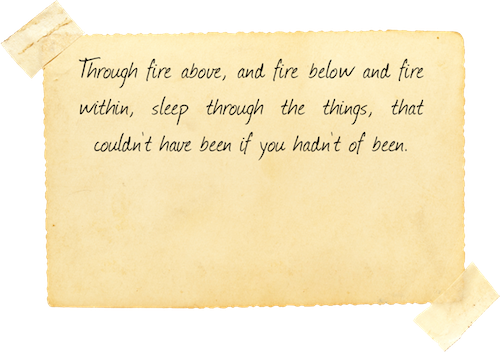 Through fire above, and fire below and fire
within, sleep through the things, that
couldn't have been if you hadn't of been.